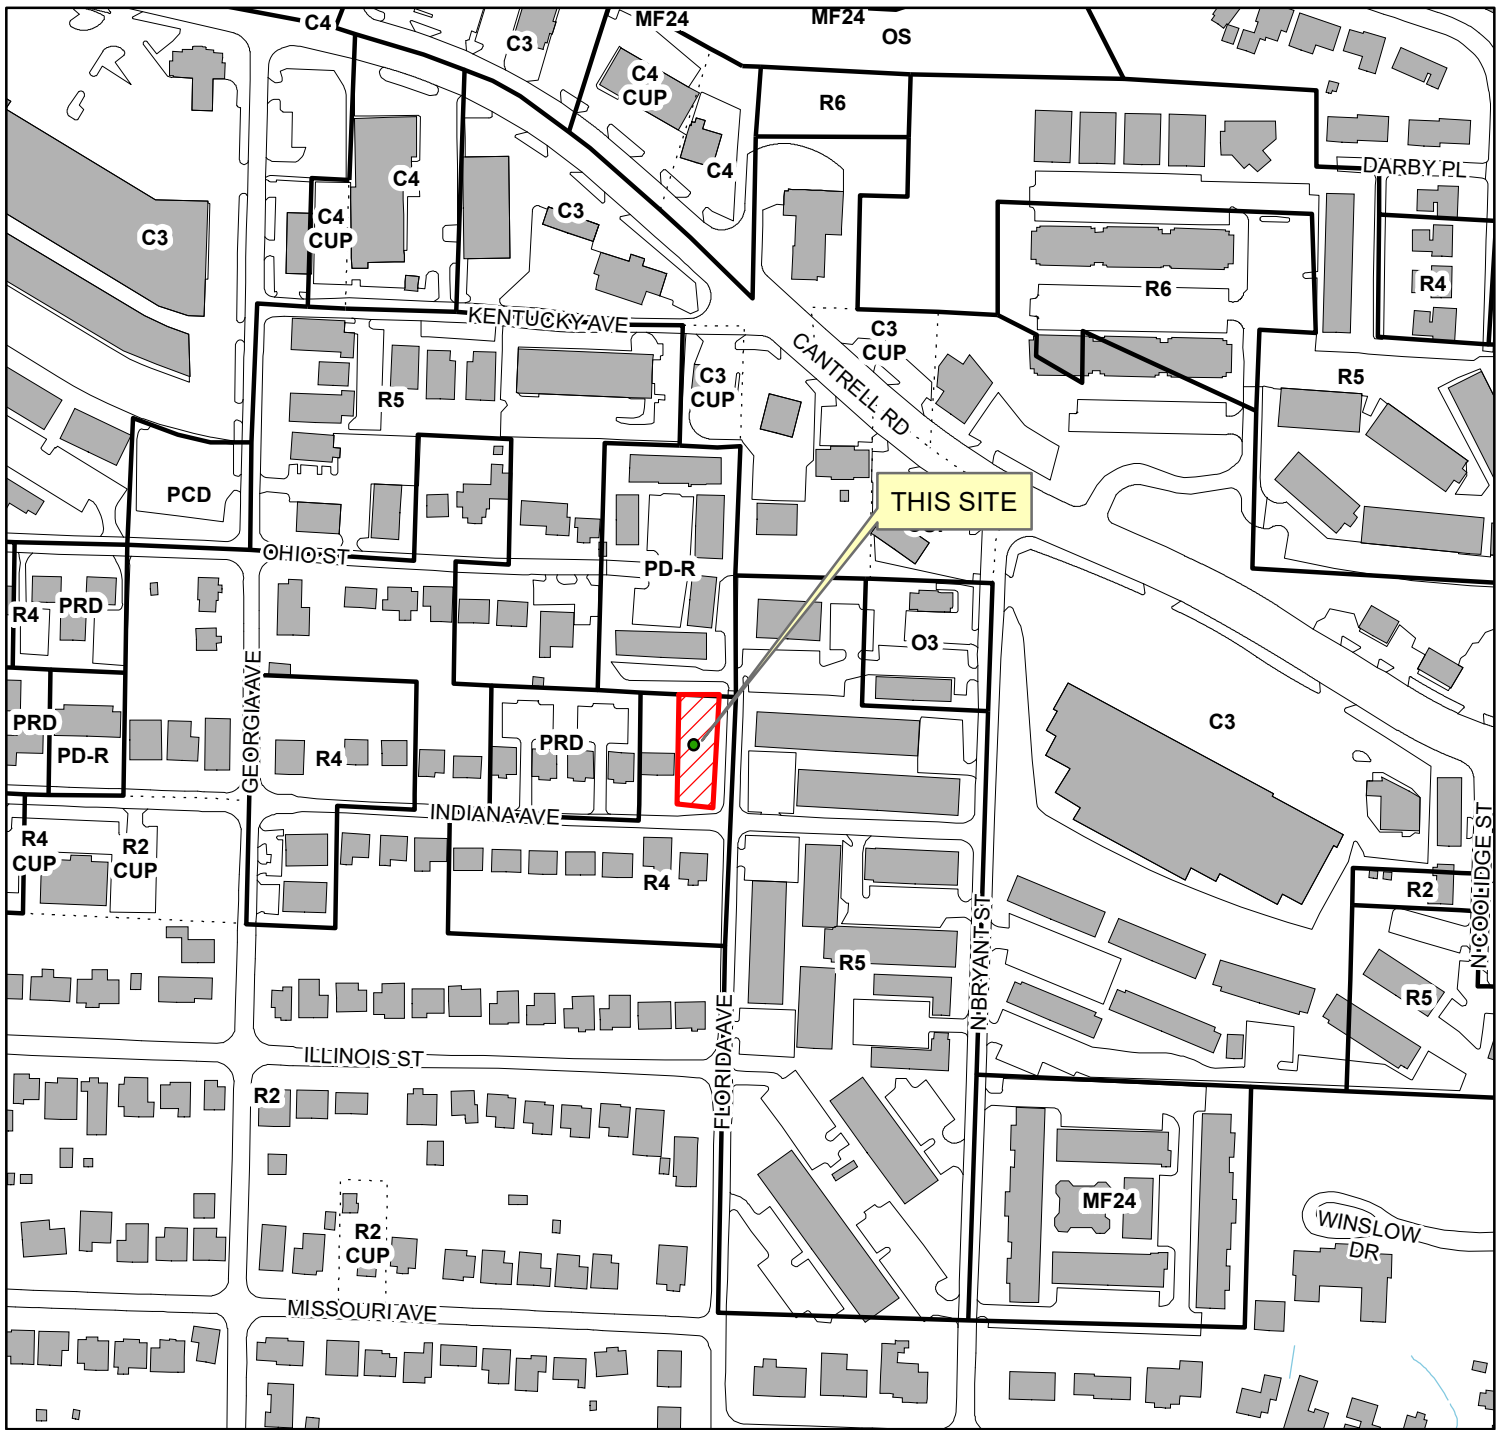 C4
C3
MF24
MF24
OS
C4
CUP
R6
C4
C4
C4
CUP
C3
C3
DARBY PL
R6
R4
KENTUCKY AVE
CANTRELL RD
C3
CUP
C3
CUP
R5
R5
PCD
THIS SITE
OHIO ST
PD-R
R4
PRD
O3
GEORGIA AVE
PRD
PD-R
R4
PRD
C3
INDIANA AVE
R4
CUP
R2
CUP
R4
N COOLIDGE ST
R2
N BRYANT ST
R5
R5
FLORIDA AVE
ILLINOIS ST
R2
MF24
R2
CUP
WINSLOW
DR
MISSOURI AVE